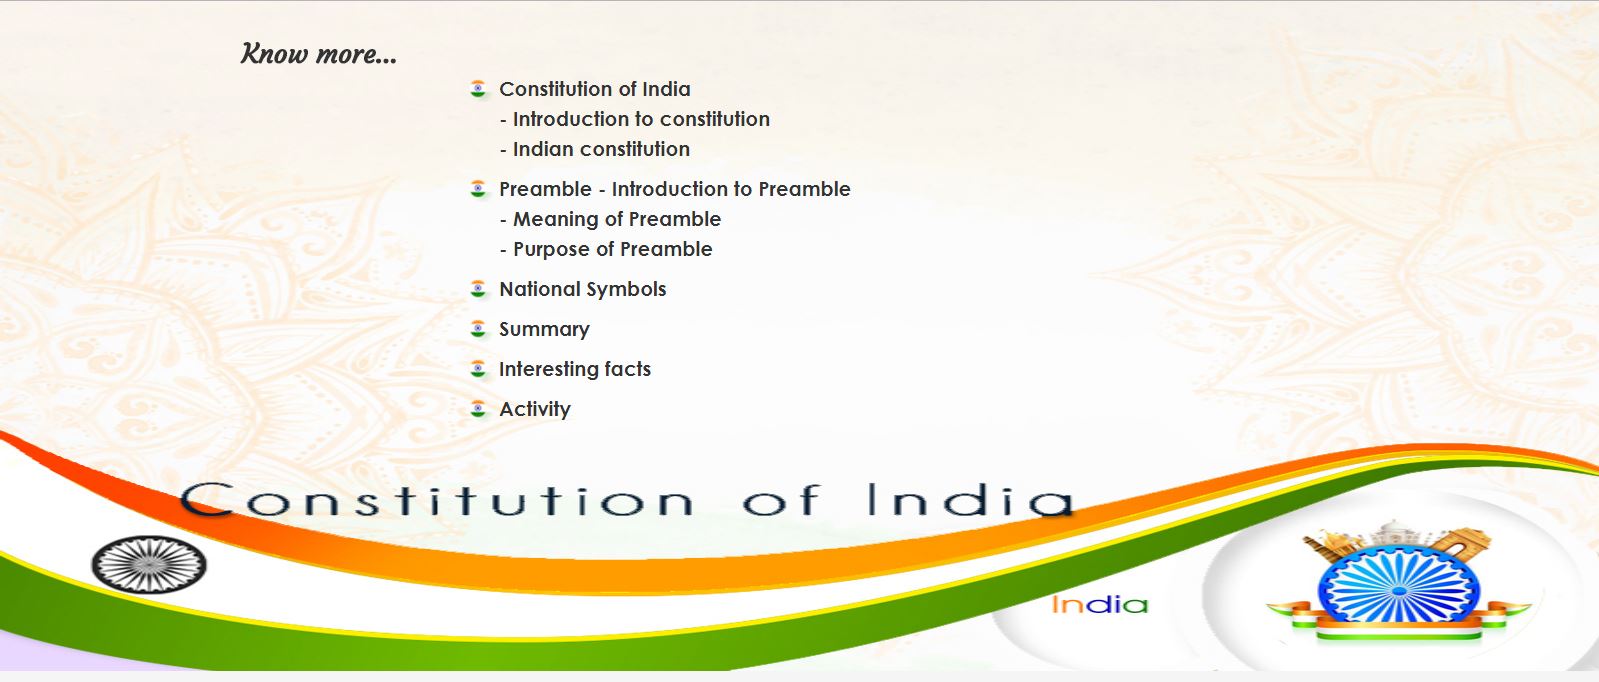 Know more...
Constitution of India
- Introduction to constitution
- Indian constitution
Preamble - Introduction to Preamble
- Meaning of Preamble
- Purpose of Preamble
National Symbols
Summary
Interesting facts
Activity
Constitution of India
India